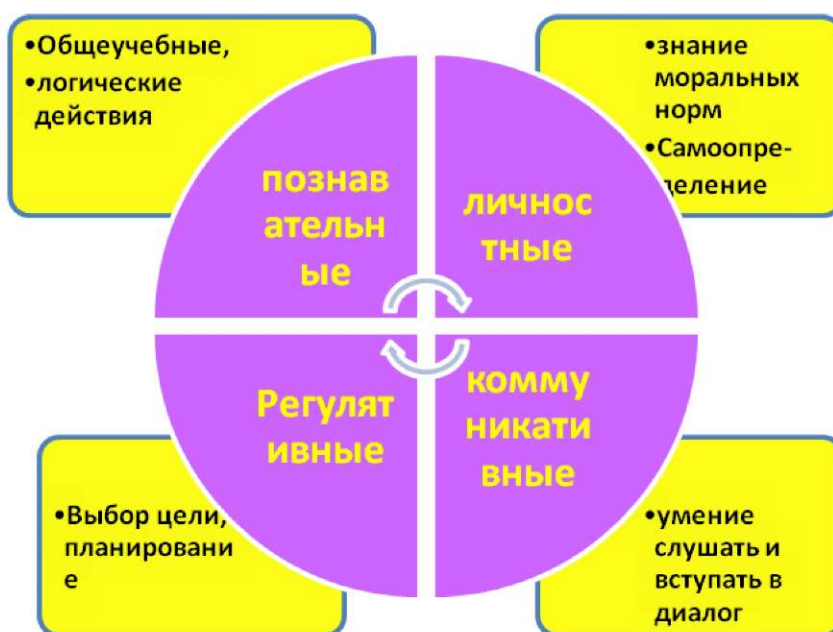 •Общеучебные,
•логические
действия
•знание
моральных
норм
•Самоопре-
деление
познав
ательн
ые
личнос
тные
Регулят
ивные
комму
никати
вные
•Выбор цели,
планировани
е
•умение
слушать и
вступать в
диалог